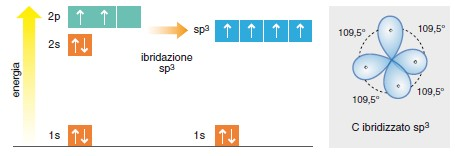 2p
2s
energia
1s
ibridazione
sp³
sp³
1s
109,5°
109,5°
109,5°
109,5°
C ibridizzato sp³